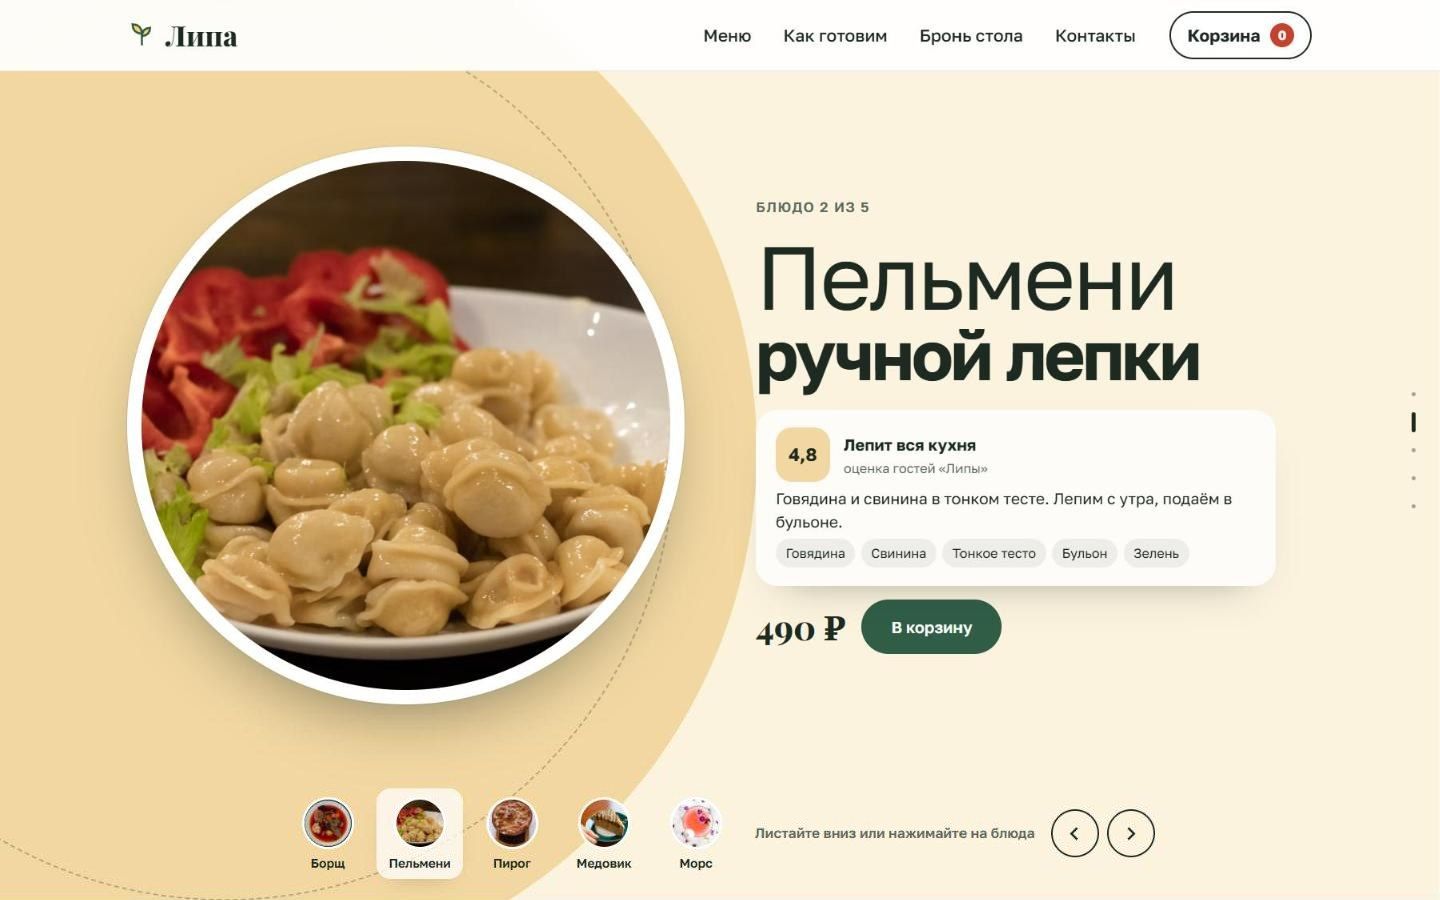 Липа
Меню
Как готовим
Бронь стола
Контакты
Корзина 0
БЛЮДО 2 ИЗ 5
Пельмени
ручной лепки
4,8
Лепит вся кухня
оценка гостей «Липы»
Говядина и свинина в тонком тесте. Лепим с утра, подаём в
бульоне.
Говядина
Свинина
Тонкое тесто
Бульон
Зелень
490 ₽
В корзину
Борщ
Пельмени
Пирог
Медовик
Морс
Листайте вниз или нажимайте на блюда